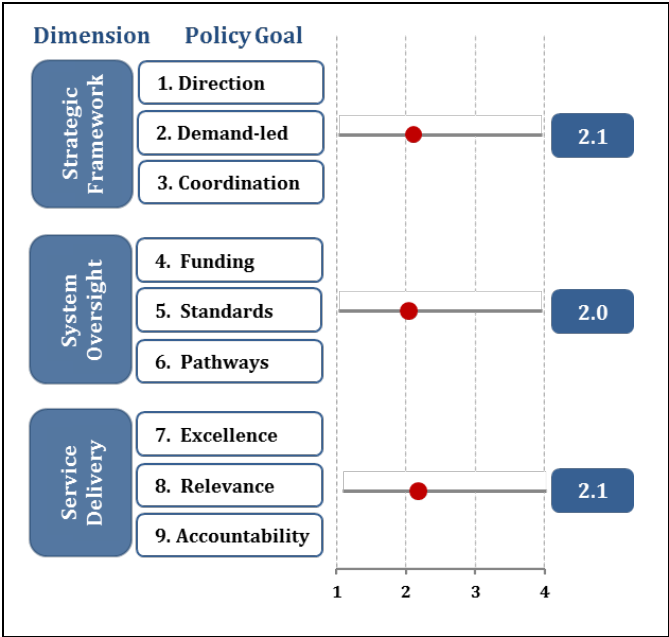 Dimension Policy Goal
Strategic
Framework
1. Direction
2. Demand-led
3. Coordination
2.1
System
Oversight
4. Funding
5. Standards
6. Pathways
2.0
Service
Delivery
7. Excellence
8. Relevance
9. Accountability
2.1
1 2 3 4